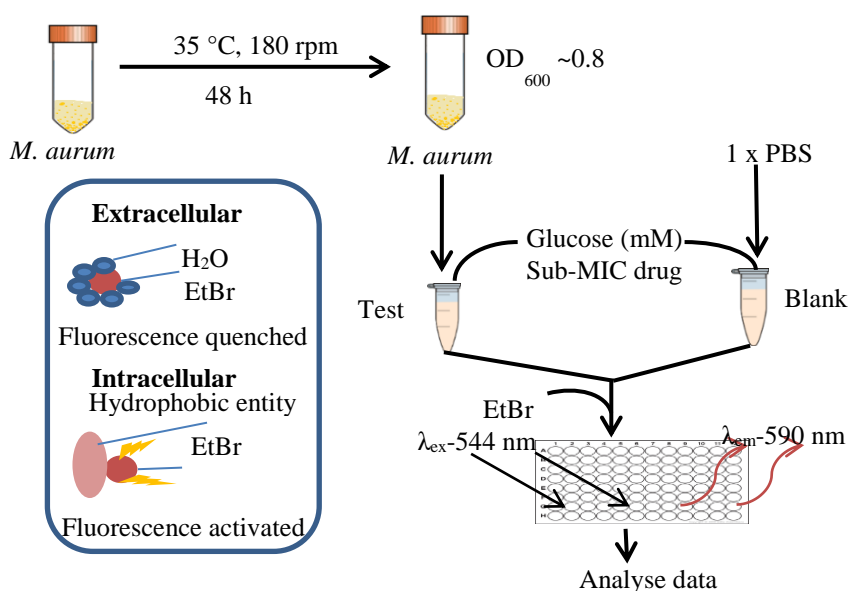 35 °C, 180 rpm
48 h
OD600 ~0.8
M. aurum
M. aurum
1 x PBS
Extracellular
H2O
EtBr
Fluorescence quenched
Intracellular
Hydrophobic entity
EtBr
Fluorescence activated
Glucose (mM)
Sub-MIC drug
Test
Blank
EtBr
λex-544 nm
λem-590 nm
Analyse data